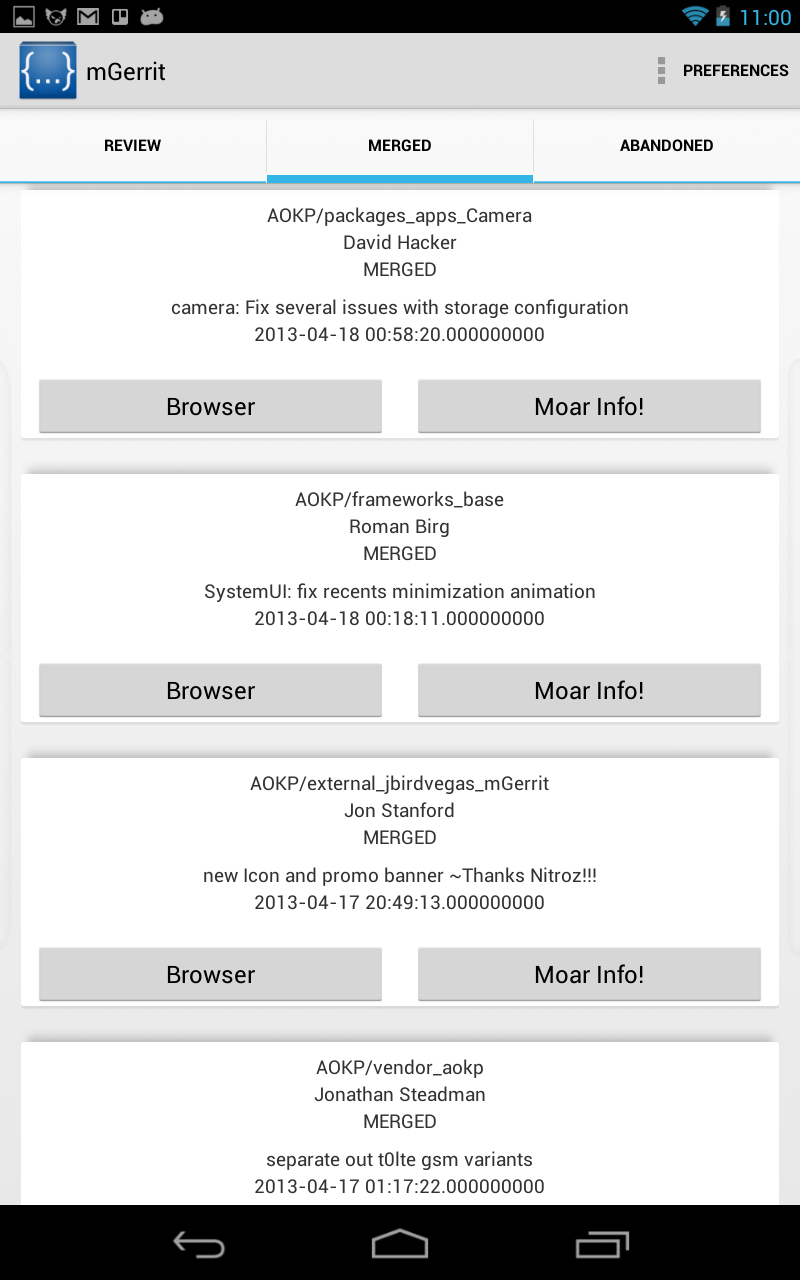 11:00
{...} mGerrit
PREFERENCES
REVIEW
MERGED
ABANDONED
AOKP/packages_apps_Camera
David Hacker
MERGED
camera: Fix several issues with storage configuration
2013-04-18 00:58:20.000000000
Browser
Moar Info!
AOKP/frameworks_base
Roman Birg
MERGED
SystemUI: fix recents minimization animation
2013-04-18 00:18:11.000000000
Browser
Moar Info!
AOKP/external_jbirdvegas_mGerrit
Jon Stanford
MERGED
new Icon and promo banner ~Thanks Nitroz!!!
2013-04-17 20:49:13.000000000
Browser
Moar Info!
AOKP/vendor_aokp
Jonathan Steadman
MERGED
separate out t0lte gsm variants
2013-04-17 01:17:22.000000000